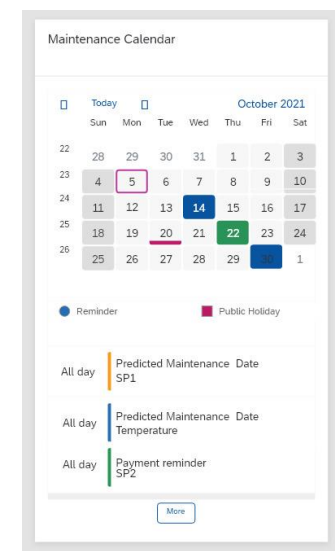 Maintenance Calendar
Today October 2021
Sun Mon Tue Wed Thu Fri Sat
22 28 29 30 31 1 2 3
23 4 5 6 7 8 9 10
24 11 12 13 14 15 16 17
25 18 19 20 21 22 23 24
26 25 26 27 28 29 30 1
Reminder Public Holiday
All day Predicted Maintenance Date
SP1
All day Predicted Maintenance Date
Temperature
All day Payment reminder
SP2
More